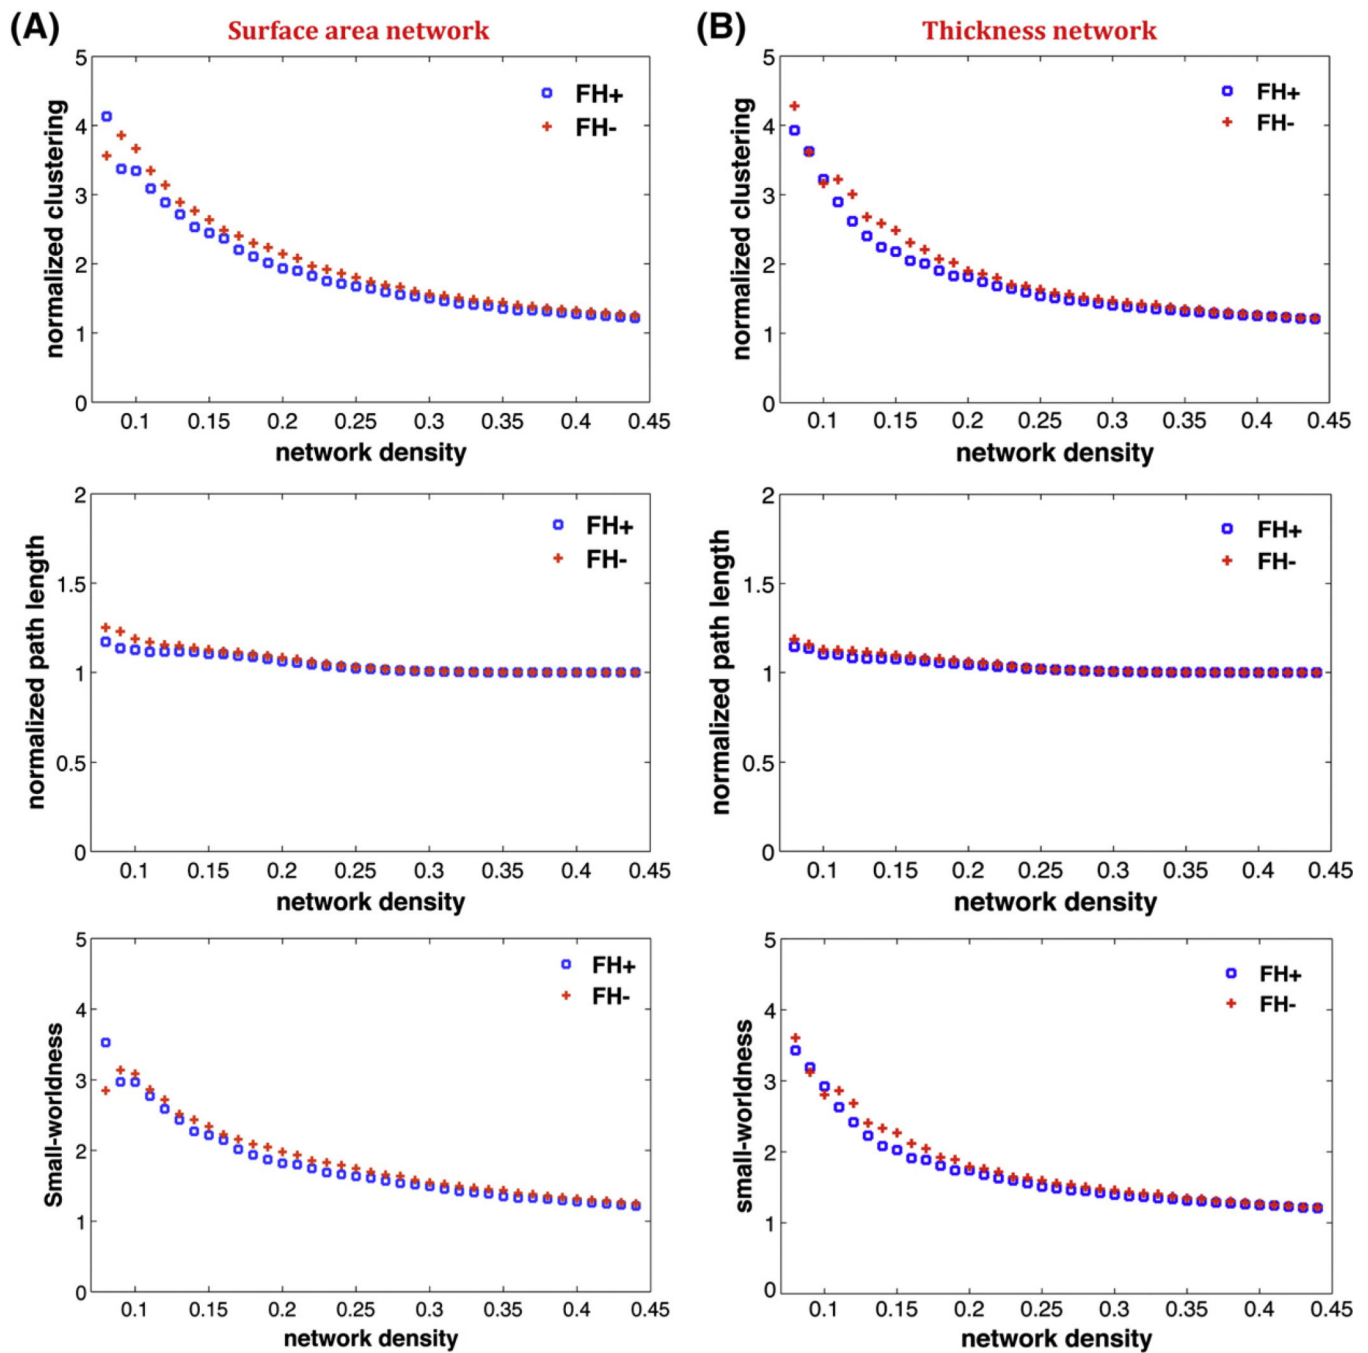 (A)
Surface area network
5
4
3
2
1
0
normalized clustering
FH+
FH-
0.1 0.15 0.2 0.25 0.3 0.35 0.4 0.45
network density
2
1.5
1
0.5
0
normalized path length
FH+
FH-
0.1 0.15 0.2 0.25 0.3 0.35 0.4 0.45
network density
5
4
3
2
1
0
Small-worldness
FH+
FH-
0.1 0.15 0.2 0.25 0.3 0.35 0.4 0.45
network density
(B)
Thickness network
5
4
3
2
1
0
normalized clustering
FH+
FH-
0.1 0.15 0.2 0.25 0.3 0.35 0.4 0.45
network density
2
1.5
1
0.5
0
normalized path length
FH+
FH-
0.1 0.15 0.2 0.25 0.3 0.35 0.4 0.45
network density
5
4
3
2
1
0
small-worldness
FH+
FH-
0.1 0.15 0.2 0.25 0.3 0.35 0.4 0.45
network density